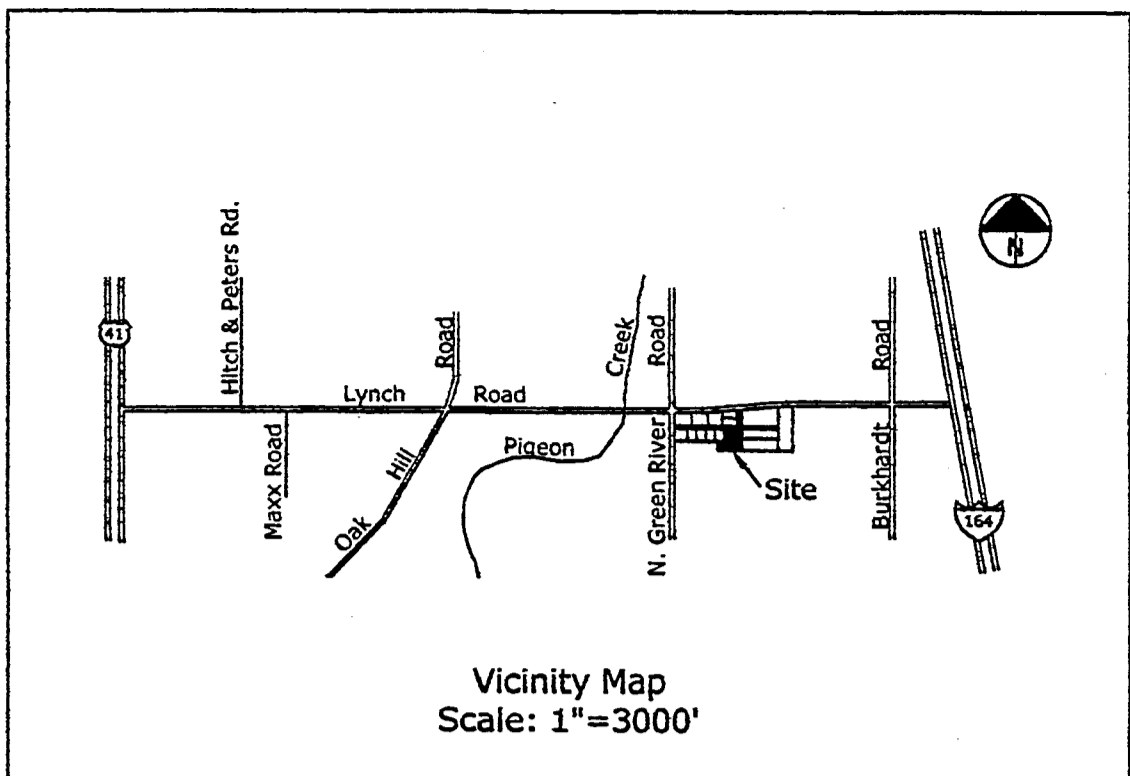 Hitch & Peters Rd.
41
Lynch Road
Road
Creek
Road
Road
N
Maxx Road
Oak Hill
Pigeon
N. Green River
Site
Burkhardt
164
Vicinity Map
Scale: 1"=3000'